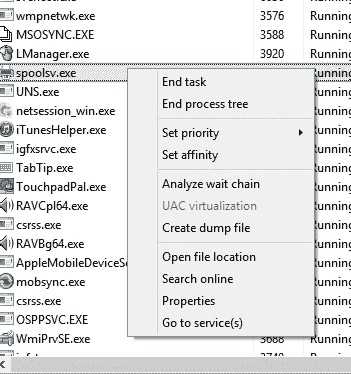 wmpnetwk.exe 3576 Running
MSOSYNC.EXE 3588 Running
LManager.exe 3920 Running
spoolsv.exe
UNS.exe
netsession_win.exe
iTunesHelper.exe
igfxsrvc.exe
TabTip.exe
TouchpadPal.exe
RAVCpl64.exe
csrss.exe
RAVBg64.exe
AppleMobileDeviceSe
mobsync.exe
csrss.exe
OSPPSVC.EXE
WmiPrvSE.exe 3688 Running
End task
End process tree
Set priority
Set affinity
Analyze wait chain
UAC virtualization
Create dump file
Open file location
Search online
Properties
Go to service(s)